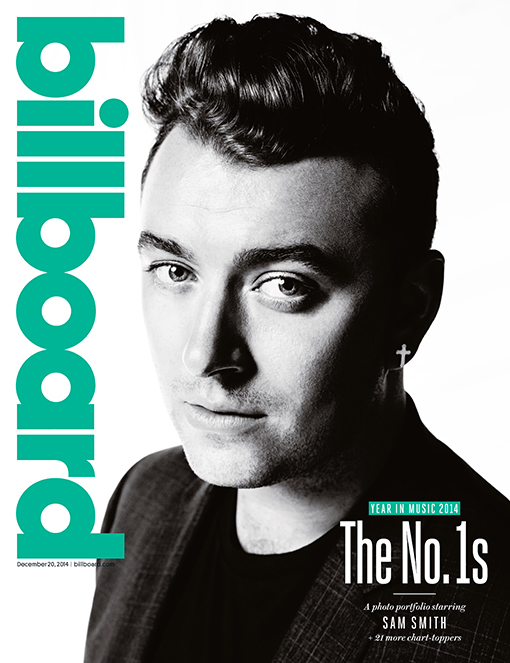 billboard
December 20, 2014 | billboard.com
YEAR IN MUSIC 2014
The No. 1s
A photo portfolio starring
SAM SMITH
+ 21 more chart-toppers